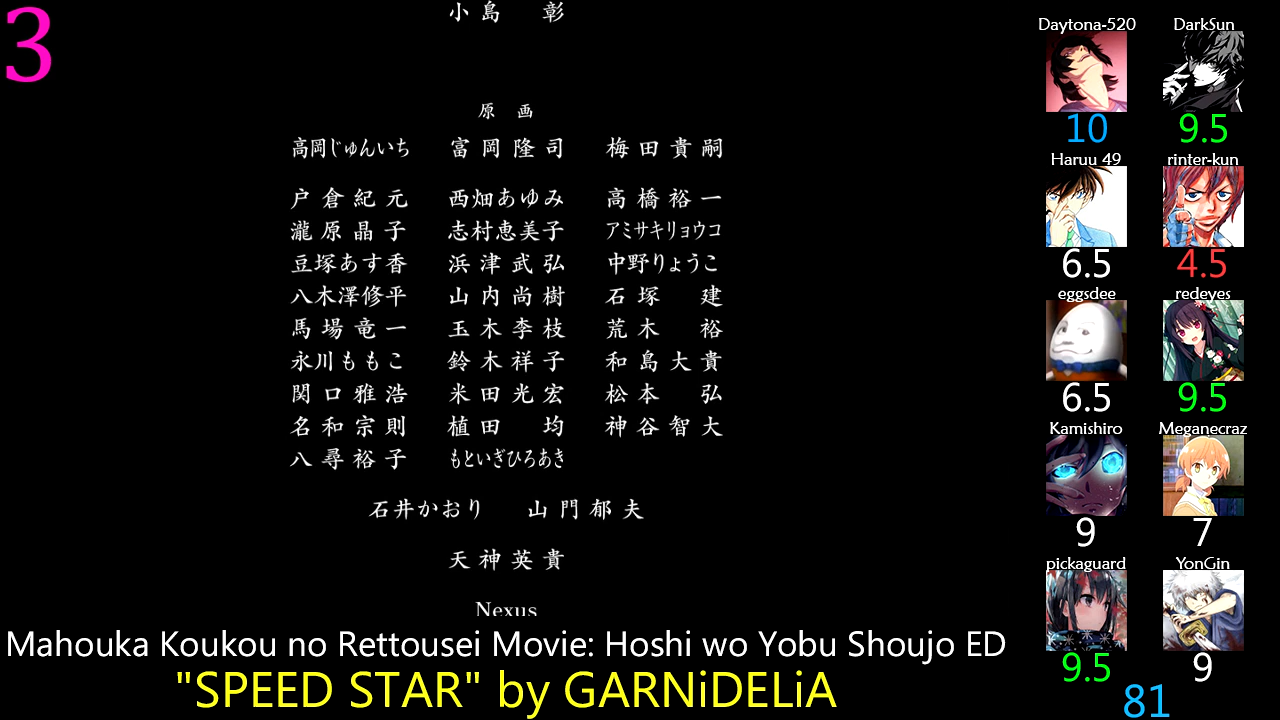 3
小島 彰
原画
高岡じゅんいち 富岡隆司 梅田貴嗣
戸倉紀元 西畑あゆみ 高橋裕一
瀧原晶子 志村恵美子 アミサキリョウコ
豆塚あす香 浜津武弘 中野りょうこ
八木澤修平 山内尚樹 石塚 建
馬場竜一 玉木李枝 荒木 裕
永川ももこ 鈴木祥子 和島大貴
関口雅浩 米田光宏 松本 弘
名和宗則 植田 均 神谷智大
八尋裕子 もといぎひろあき
石井かおり 山門郁夫
天神英貴
Nexus
Mahouka Koukou no Rettousei Movie: Hoshi wo Yobu Shoujo ED
"SPEED STAR" by GARNiDELiA
Daytona-520 DarkSun
10 9.5
Haruu 49 rinter-kun
6.5 4.5
eggsdee redeyes
6.5 9.5
Kamishiro Meganecraz
9 7
pickaguard YonGin
9.5 9
81